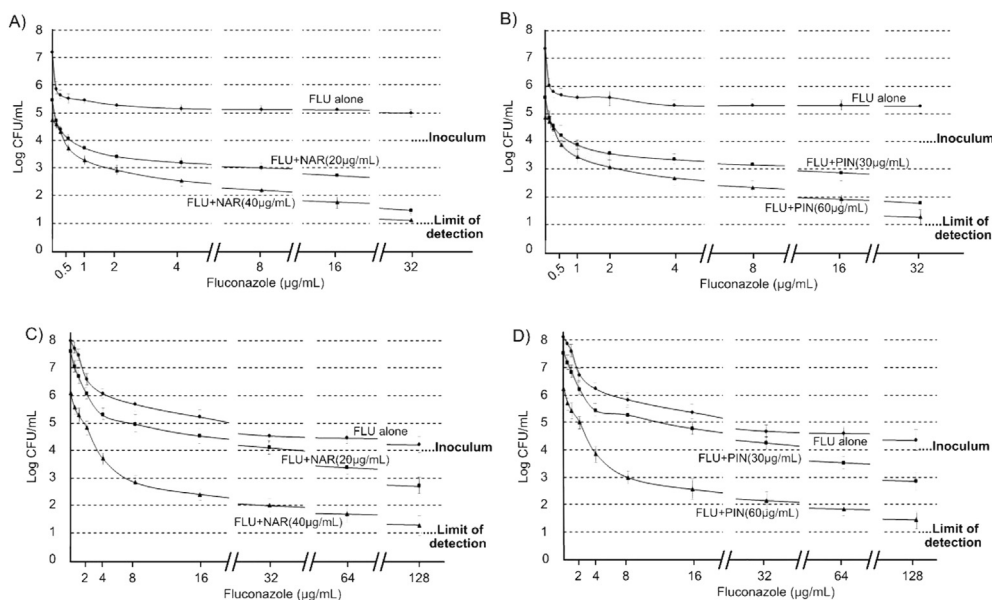 A)
8
7
6
5
4
3
2
1
0
Log CFU/mL
FLU alone
Inoculum
FLU+NAR(20µg/mL)
FLU+NAR(40µg/mL)
Limit of
detection
0.5 1 2 4 8 16 32
Fluconazole (µg/mL)
B)
8
7
6
5
4
3
2
1
0
Log CFU/mL
FLU alone
Inoculum
FLU+PIN(30µg/mL)
FLU+PIN(60µg/mL)
Limit of
detection
0.5 1 2 4 8 16 32
Fluconazole (µg/mL)
C)
8
7
6
5
4
3
2
1
0
Log CFU/mL
FLU alone
Inoculum
FLU+NAR(20µg/mL)
FLU+NAR(40µg/mL)
Limit of
detection
2 4 8 16 32 64 128
Fluconazole (µg/mL)
D)
8
7
6
5
4
3
2
1
0
Log CFU/mL
FLU alone
Inoculum
FLU+PIN(30µg/mL)
FLU+PIN(60µg/mL)
Limit of
detection
2 4 8 16 32 64 128
Fluconazole (µg/mL)